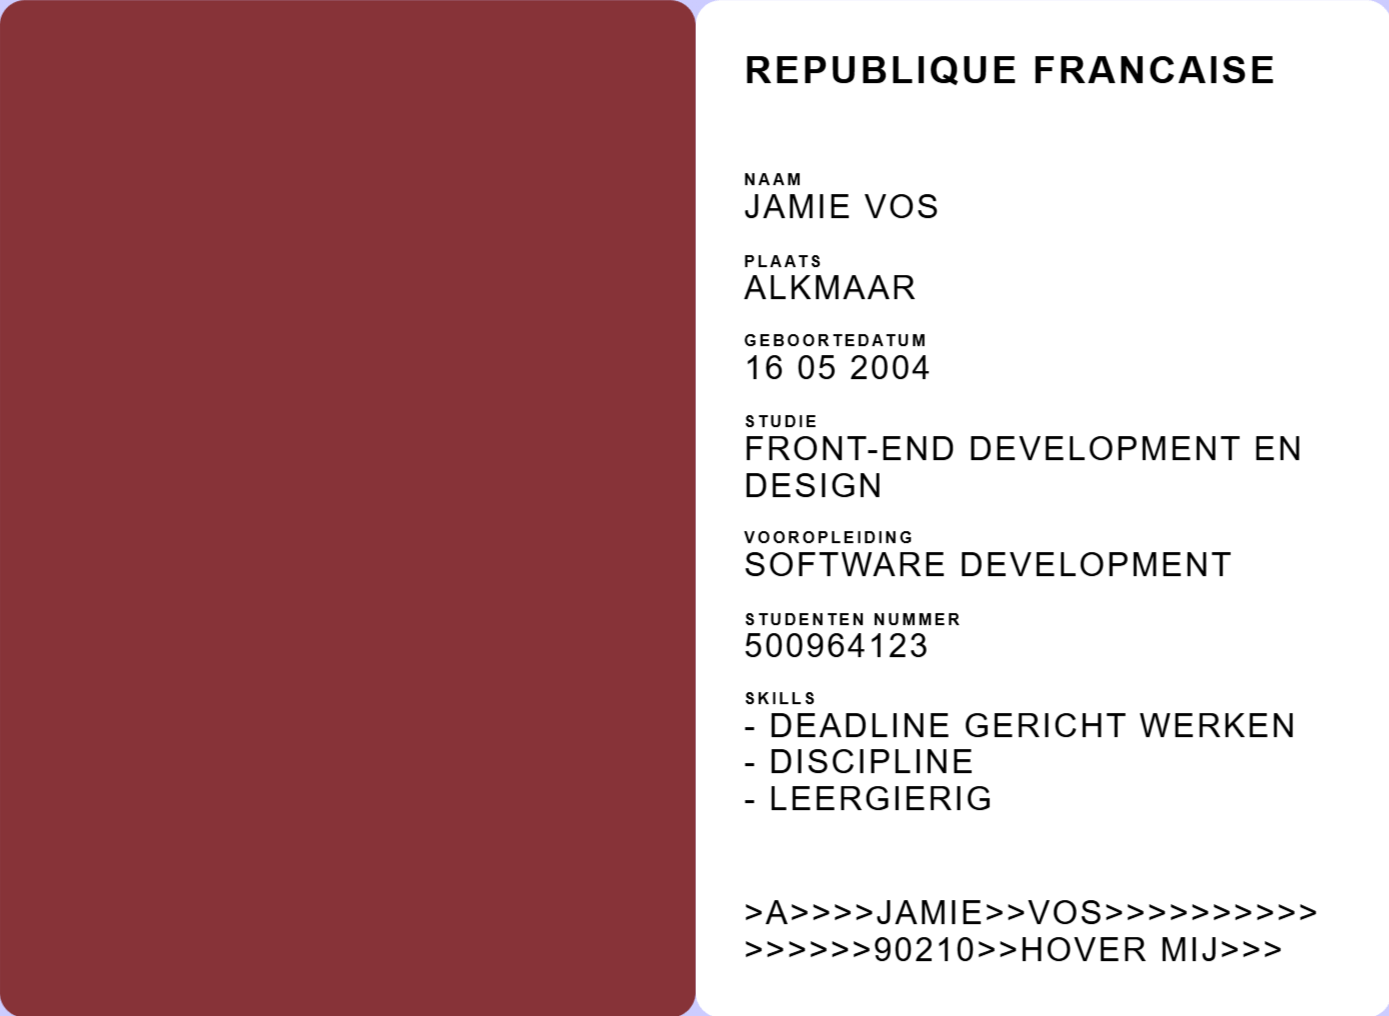 REPUBLIQUE FRANCAISE
NAAM
JAMIE VOS
PLAATS
ALKMAAR
GEBOORTEDATUM
16 05 2004
STUDIE
FRONT-END DEVELOPMENT EN
DESIGN
VOOROPLEIDING
SOFTWARE DEVELOPMENT
STUDENTEN NUMMER
500964123
SKILLS
- DEADLINE GERICHT WERKEN
- DISCIPLINE
- LEERGIERIG
>A>>>>JAMIE>>VOS>>>>>>>>>>
>>>>>>90210>>HOVER MIJ>>>